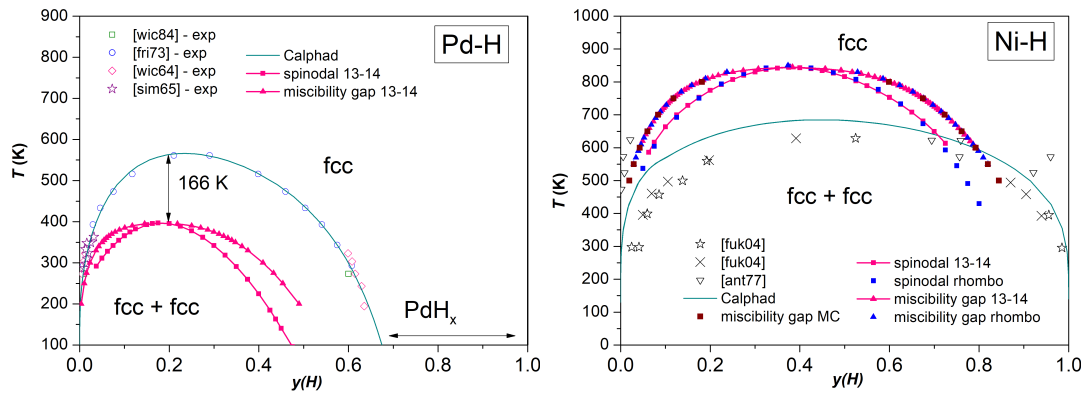 Pd-H
[wic84] - exp
[fri73] - exp
[wic64] - exp
[sim65] - exp
Calphad
spinodal 13-14
miscibility gap 13-14
fcc
166 K
fcc + fcc
PdHx
T (K)
900
800
700
600
500
400
300
200
100
0.0 0.2 0.4 0.6 0.8 1.0
y(H)
Ni-H
fcc
fcc + fcc
[fuk04]
[fuk04]
[ant77]
Calphad
miscibility gap MC
spinodal 13-14
spinodal rhombo
miscibility gap 13-14
miscibility gap rhombo
T (K)
1000
900
800
700
600
500
400
300
200
100
0
0.0 0.2 0.4 0.6 0.8 1.0
y(H)